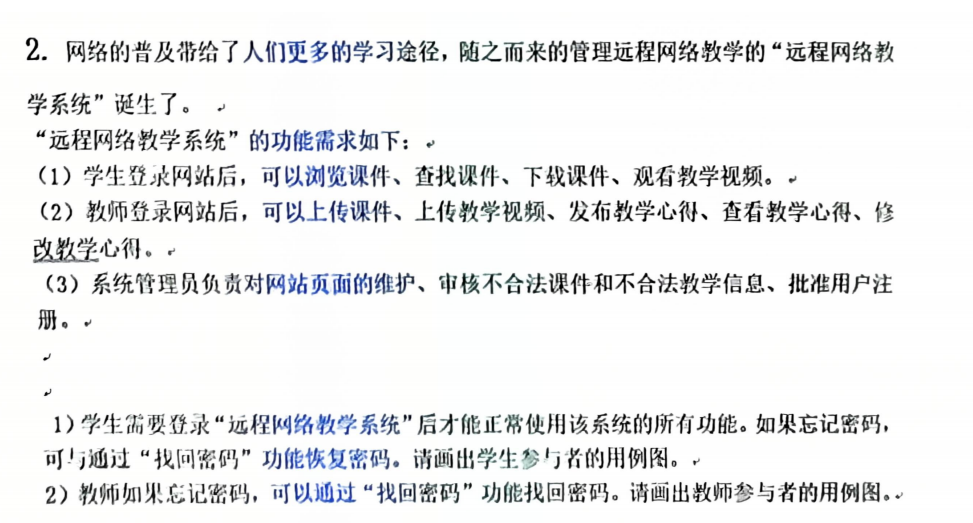 2. 网络的普及带给了人们更多的学习途径，随之而来的管理远程网络教学的“远程网络教
学系统”诞生了。
“远程网络教学系统”的功能需求如下：
（1）学生登录网站后，可以浏览课件、查找课件、下载课件、观看教学视频。
（2）教师登录网站后，可以上传课件、上传教学视频、发布教学心得、查看教学心得、修
改教学心得。
（3）系统管理员负责对网站页面的维护、审核不合法课件和不合法教学信息、批准用户注
册。
1）学生需要登录“远程网络教学系统”后才能正常使用该系统的所有功能。如果忘记密码，
可与通过“找回密码”功能恢复密码。请画出学生参与者的用例图。
2）教师如果忘记密码，可以通过“找回密码”功能找回密码。请画出教师参与者的用例图。